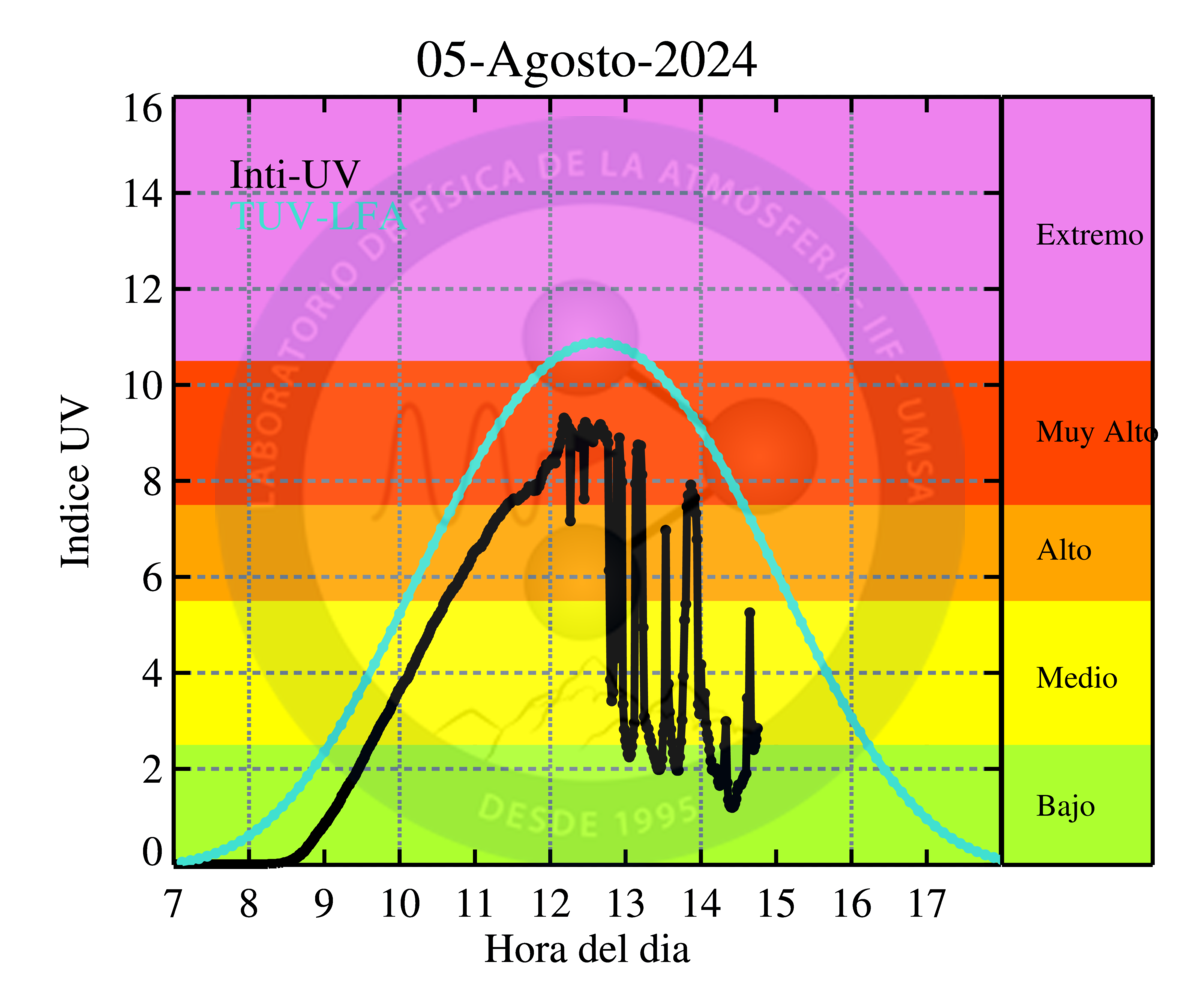 05-Agosto-2024
Inti-UV
TUV-LFA
LABORATORIO DE FÍSICA DE LA ATMÓSFERA - IIF - UMSA
DESDE 1995
Indice UV
16
14
12
10
8
6
4
2
0
Extremo
Muy Alto
Alto
Medio
Bajo
7 8 9 10 11 12 13 14 15 16 17
Hora del dia